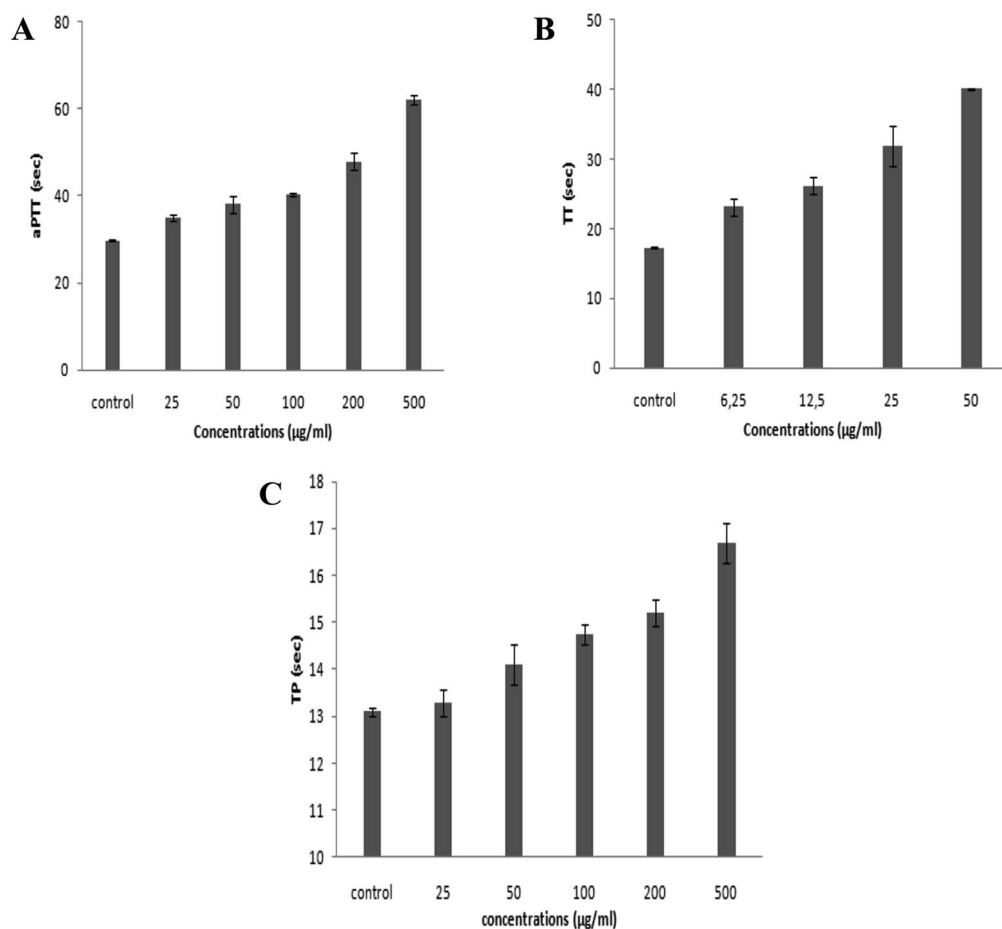 A
aPTT (sec)
80
60
40
20
0
control 25 50 100 200 500
Concentrations (µg/ml)
B
TT (sec)
50
40
30
20
10
0
control 6,25 12,5 25 50
Concentrations (µg/ml)
C
TP (sec)
18
17
16
15
14
13
12
11
10
control 25 50 100 200 500
concentrations (µg/ml)